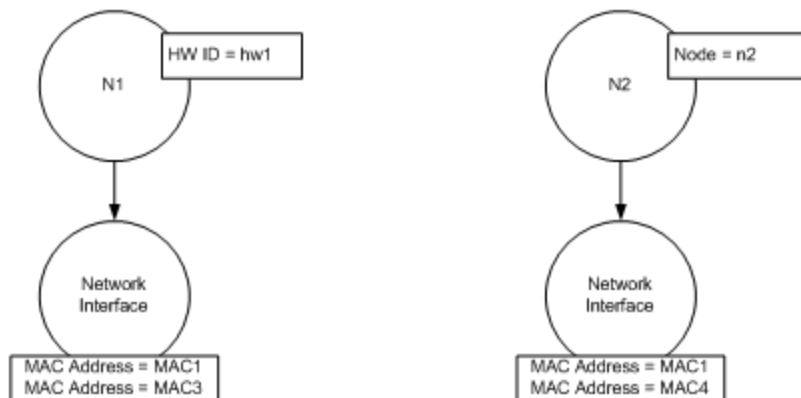 N1
HW ID = hw1
N2
Node = n2
Network
Interface
MAC Address = MAC1
MAC Address = MAC3
Network
Interface
MAC Address = MAC1
MAC Address = MAC4